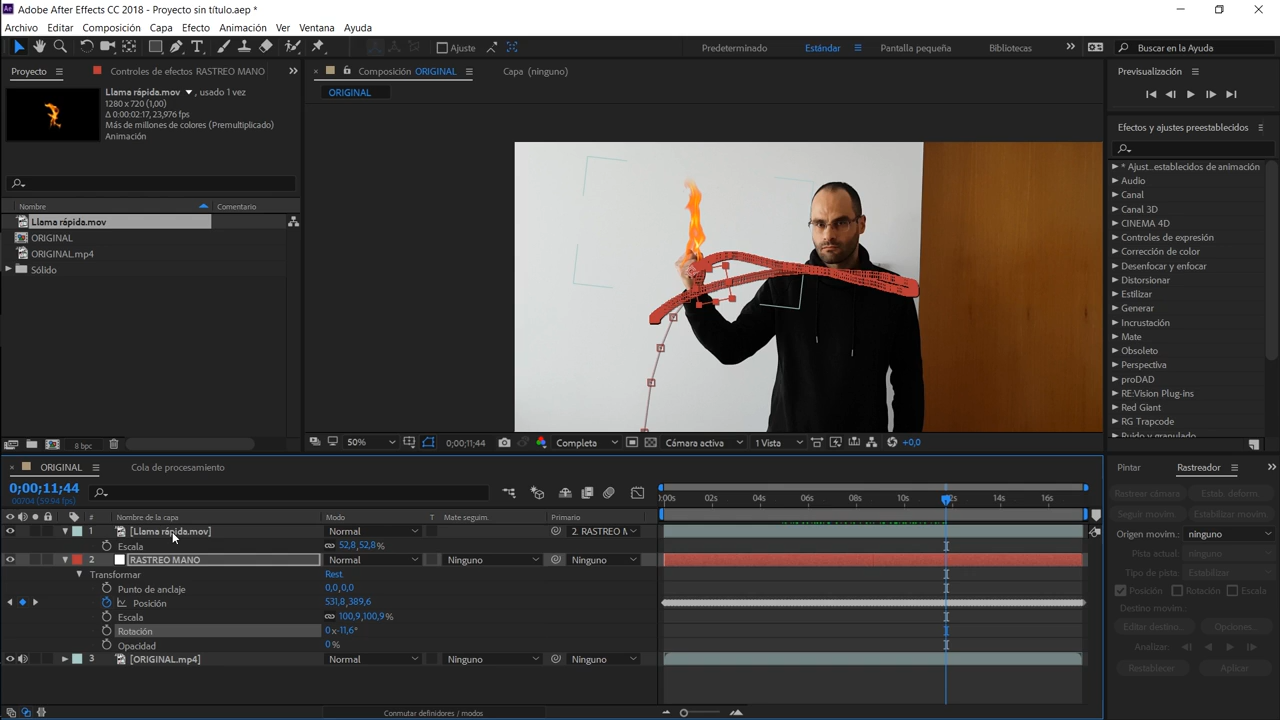 Adobe After Effects CC 2018 - Proyecto sin título.aep *
Archivo Editar Composición Capa Efecto Animación Ver Ventana Ayuda
Ajuste Predeterminado Estándar Pantalla pequeña Bibliotecas Buscar en la Ayuda
Proyecto Controles de efectos RASTREO MANO
Composición ORIGINAL Capa (ninguno)
Previsualización
Llama rápida.mov , usado 1 vez
1280 x 720 (1,00)
Δ 0:00:02:17, 23,976 fps
Más de millones de colores (Premultiplicado)
Animación
ORIGINAL
Efectos y ajustes preestablecidos
* Ajust...establecidos de animación
Audio
Canal
Canal 3D
CINEMA 4D
Controles de expresión
Corrección de color
Desenfocar y enfocar
Distorsionar
Estilizar
Generar
Incrustación
Mate
Obsoleto
Perspectiva
proDAD
RE:Vision Plug-ins
Red Giant
RG Trapcode
Ruido y granulado
Nombre Comentario
Llama rápida.mov
ORIGINAL
ORIGINAL.mp4
Sólido
8 bpc
50% 0;00;11;44 Completa Cámara activa 1 Vista +0,0
ORIGINAL Cola de procesamiento
0;00;11;44
00704 (59.94 fps)
:00s 02s 04s 06s 08s 10s 12s 14s 16s
# Nombre de la capa Modo T Mate seguim. Primario
1 [Llama rápida.mov] Normal 2. RASTREO M
Escala 52,8,52,8%
2 RASTREO MANO Normal Ninguno Ninguno
Transformar Rest.
Punto de anclaje 0,0,0,0
Posición 531,8,389,6
Escala 100,9,100,9%
Rotación 0x-11,6°
Opacidad 0%
3 [ORIGINAL.mp4] Normal Ninguno Ninguno
Conmutar definidores / modos
Pintar Rastreador
Rastrear cámara Estab. deform.
Seguir movim. Estabilizar movim.
Origen movim.: ninguno
Pista actual: ninguno
Tipo de pista: Estabilizar
Posición Rotación Escala
Destino movim.:
Editar destino... Opciones...
Analizar:
Restablecer Aplicar